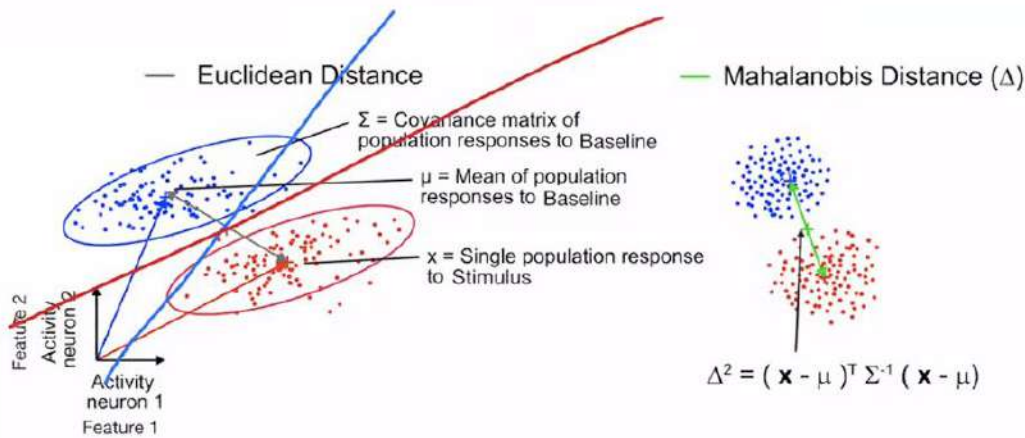 Euclidean Distance
Mahalanobis Distance (Δ)
Σ = Covariance matrix of
population responses to Baseline
μ = Mean of population
responses to Baseline
x = Single population response
to Stimulus
Feature 2
Activity
neuron 2
Activity
neuron 1
Feature 1
Δ² = ( x - μ )ᵀ Σ⁻¹ ( x - μ)